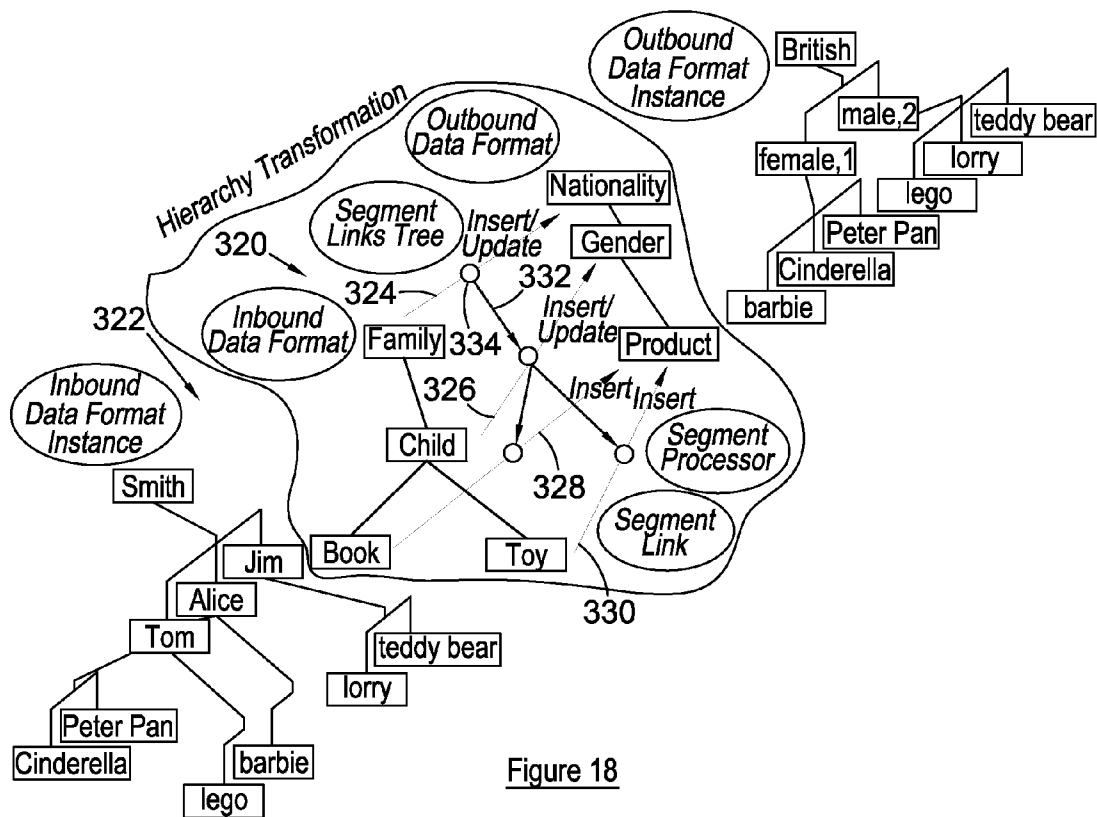 Outbound
Data Format
Instance
British
male,2
teddy bear
female,1
lorry
lego
Peter Pan
Cinderella
barbie
Hierarchy Transformation
Outbound
Data Format
Nationality
Segment
Links Tree
Insert/
Update
Gender
320
324
332
322
Inbound
Data Format
Family
334
Insert/
Update
Product
Inbound
Data Format
Instance
326
Insert
Insert
Child
Segment
Processor
328
Smith
Segment
Link
Book
Toy
Jim
330
Alice
Tom
teddy bear
lorry
Peter Pan
Cinderella
barbie
lego
Figure 18